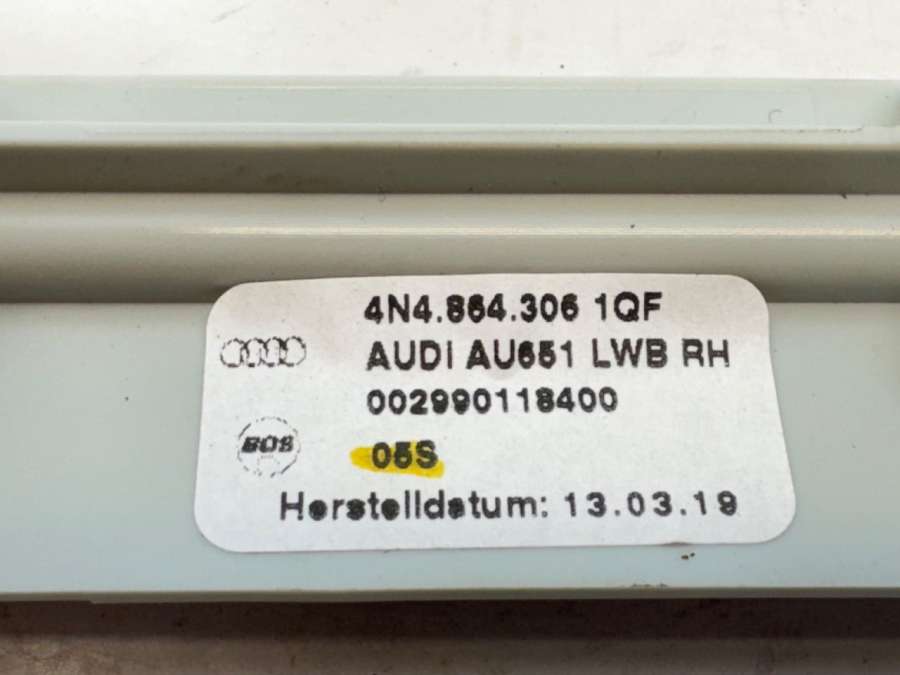 4N4.864.306 1QF
AUDI AU651 LWB RH
002990118400
BOS
05S
Herstelldatum: 13.03.19